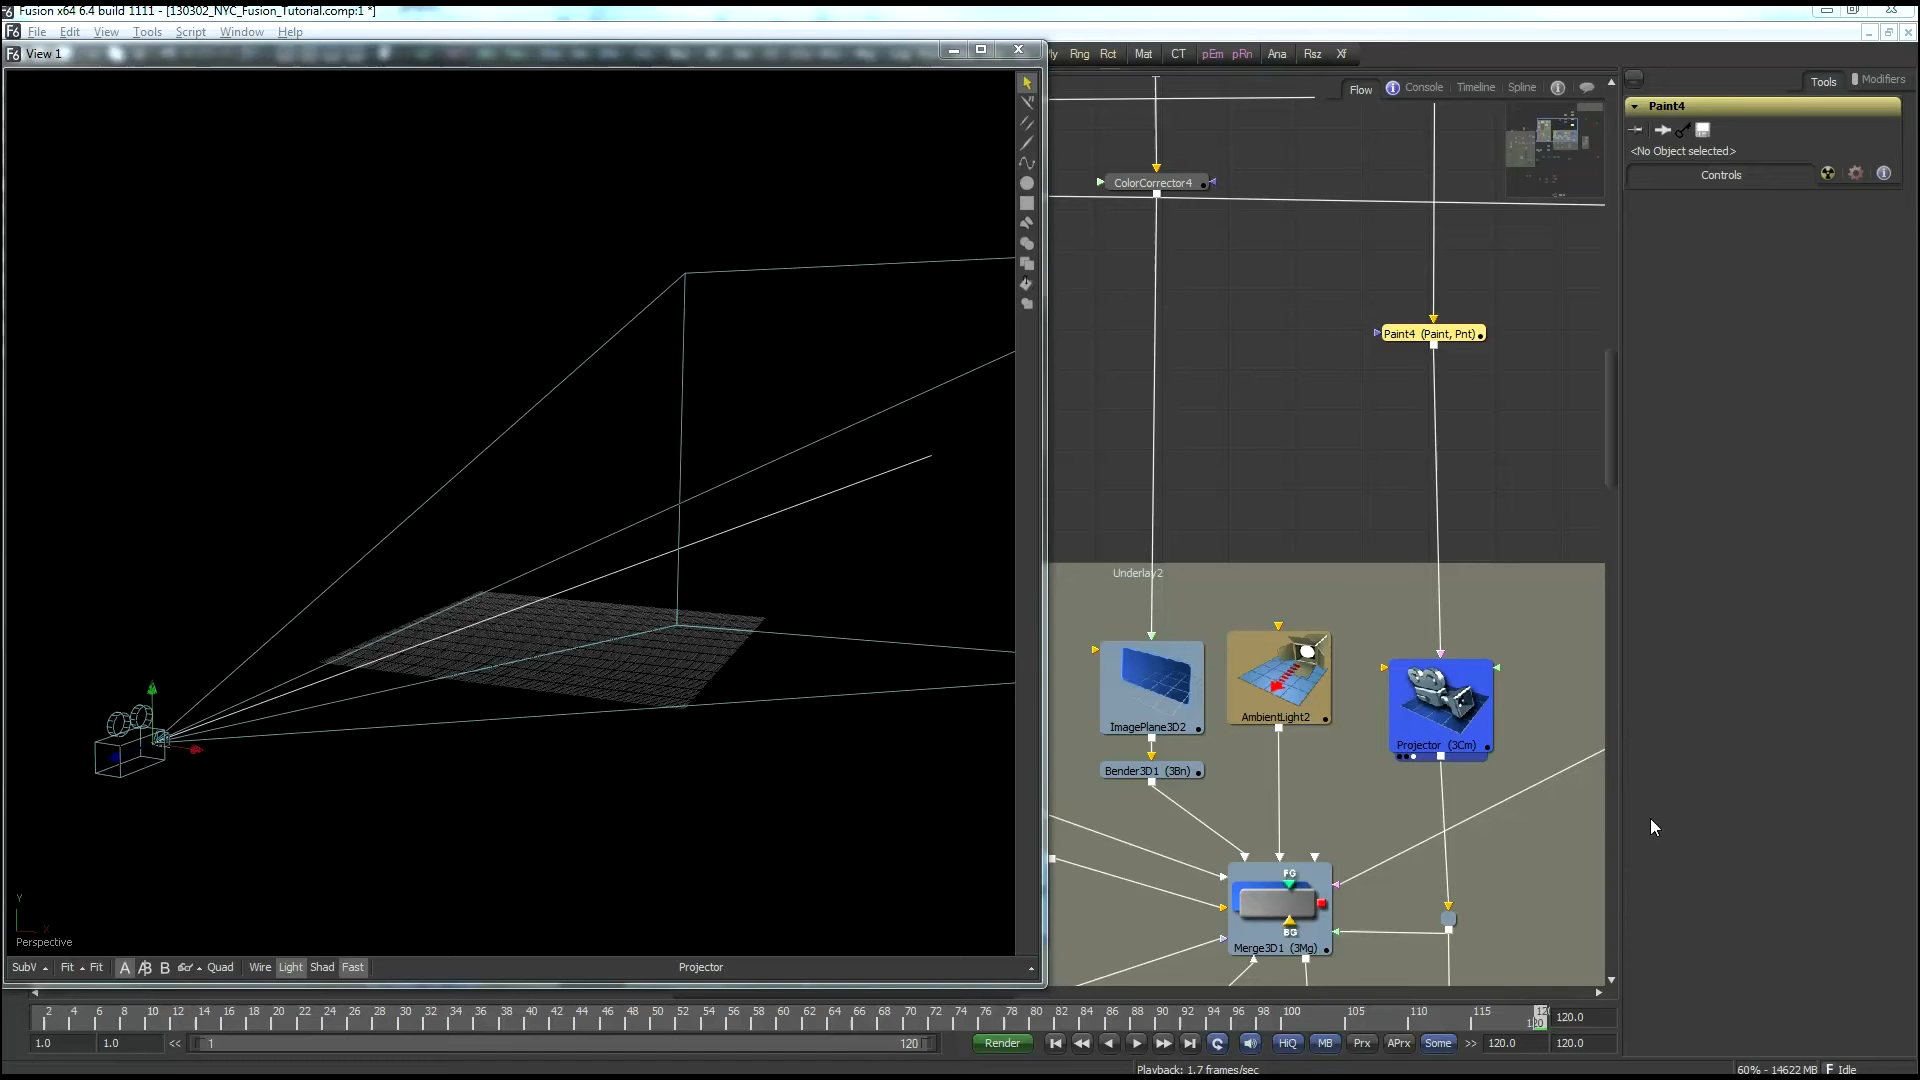 Fusion x64 6.4 build 1111 - [130302_NYC_Fusion_Tutorial.comp:1 *]
File Edit View Tools Script Window Help
View 1
Rng Rct Mat CT pEm pRn Ana Rsz Xf
Flow Console Timeline Spline
Tools Modifiers
Paint4
<No Object selected>
Controls
ColorCorrector4
Paint4 (Paint, Pnt)
Underlay2
ImagePlane3D2
AmbientLight2
Projector (3Cm)
Bender3D1 (3Bn)
FG
BG
Merge3D1 (3Mg)
Y
X
Perspective
SubV Fit Fit A A/B B Quad Wire Light Shad Fast Projector
2 4 6 8 10 12 14 16 18 20 22 24 26 28 30 32 34 36 38 40 42 44 46 48 50 52 54 56 58 60 62 64 66 68 70 72 74 76 78 80 82 84 86 88 90 92 94 96 98 100 105 110 115 120 120.0
1.0 1.0 << 1 120 Render HiQ MB Prx APrx Some >> 120.0 120.0
Playback: 1.7 frames/sec 60% - 14622 MB Idle